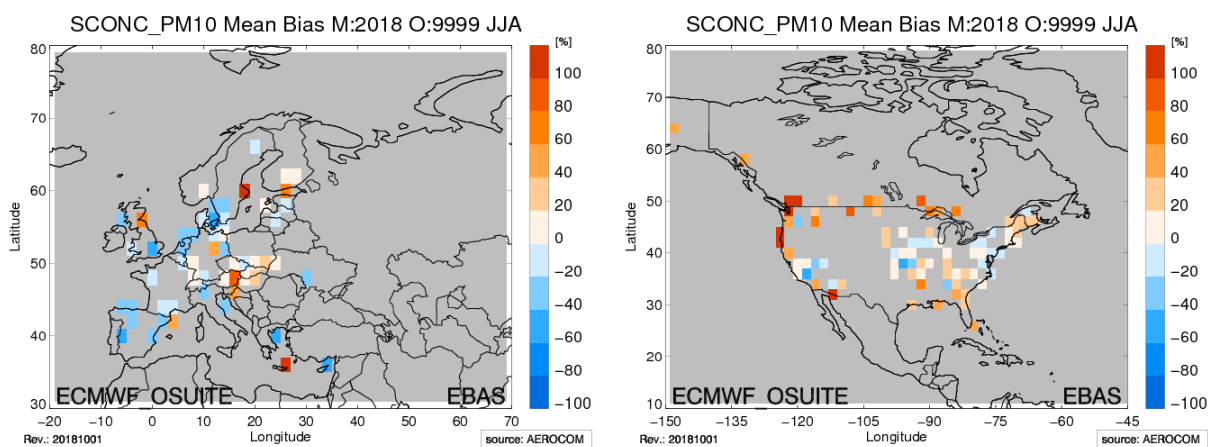 SCONC_PM10 Mean Bias M:2018 O:9999 JJA
[%]
80
70
60
50
40
30
Latitude
100
80
60
40
20
0
−20
−40
−60
−80
−100
ECMWF_OSUITE
EBAS
−20 −10 0 10 20 30 40 50 60 70
Longitude
Rev.: 20181001
source: AEROCOM
SCONC_PM10 Mean Bias M:2018 O:9999 JJA
[%]
80
70
60
50
40
30
20
10
Latitude
100
80
60
40
20
0
−20
−40
−60
−80
−100
ECMWF_OSUITE
EBAS
−150 −135 −120 −105 −90 −75 −60 −45
Longitude
Rev.: 20181001
source: AEROCOM